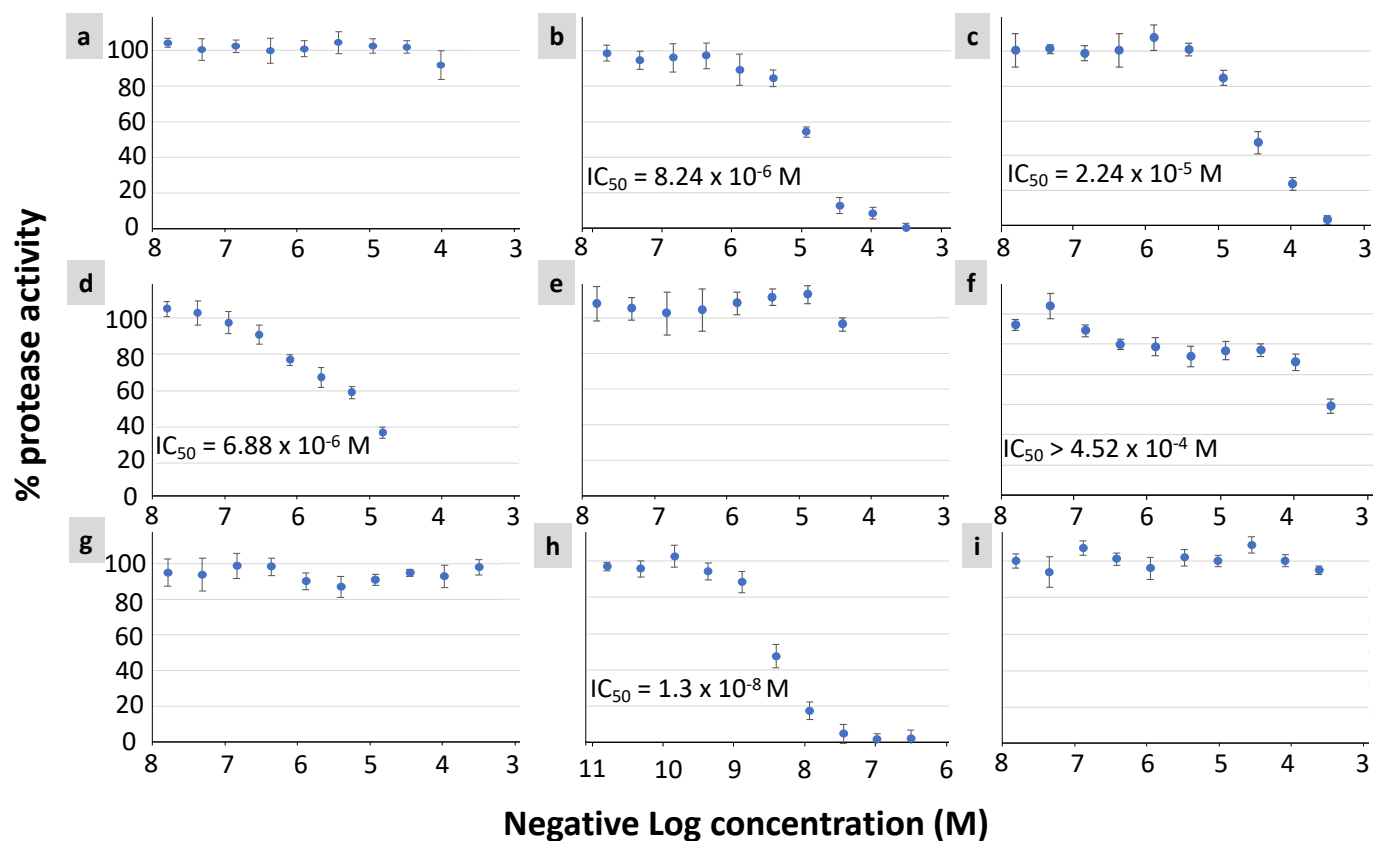 % protease activity
a
100
80
60
40
20
0
8 7 6 5 4 3
b
IC₅₀ = 8.24 x 10⁻⁶ M
8 7 6 5 4 3
c
IC₅₀ = 2.24 x 10⁻⁵ M
8 7 6 5 4 3
d
100
80
60
40
20
0
IC₅₀ = 6.88 x 10⁻⁶ M
8 7 6 5 4 3
e
8 7 6 5 4 3
f
IC₅₀ > 4.52 x 10⁻⁴ M
8 7 6 5 4 3
g
100
80
60
40
20
0
8 7 6 5 4 3
h
IC₅₀ = 1.3 x 10⁻⁸ M
11 10 9 8 7 6
i
8 7 6 5 4 3
Negative Log concentration (M)